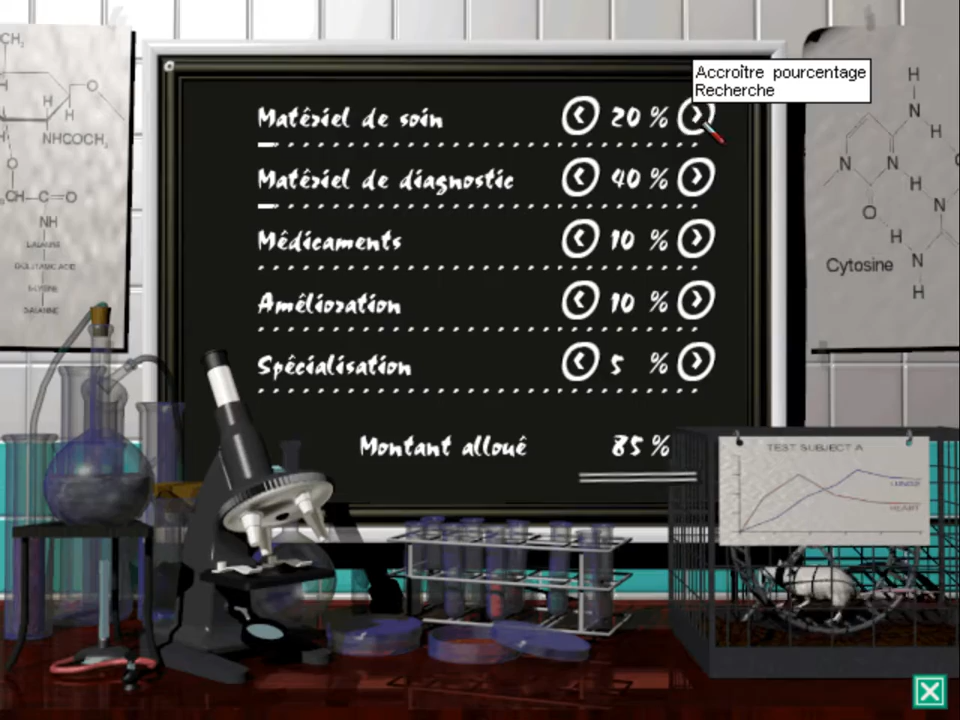 Accroître pourcentage
Recherche
Matériel de soin 20 %
Matériel de diagnostic 40 %
Médicaments 10 %
Amélioration 10 %
Spécialisation 5 %
Montant alloué 85 %
CH₃
O
H
H
H
NHCOCH₃
O
CH—C=O
NH
H
N
H
N
N
H
O
N
H
N
Cytosine
H
TEST SUBJECT A
HEART